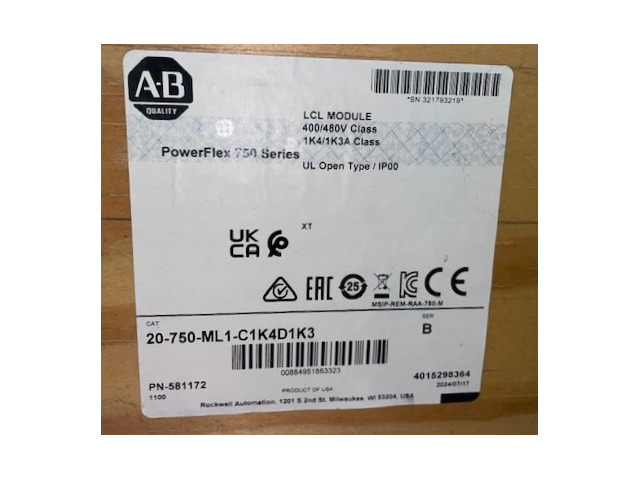 A-B
QUALITY
*SN 321793219*
LCL MODULE
400/480V Class
1K4/1K3A Class
PowerFlex 750 Series
UL Open Type / IP00
XT
UK
CA
EAC
25
CE
MSIP-REM-RAA-750-M
CAT
SER
20-750-ML1-C1K4D1K3
B
00884951863323
PN-581172
4015298364
1100
PRODUCT OF USA
2024/07/17
Rockwell Automation, 1201 S 2nd St. Milwaukee, WI 53204, USA